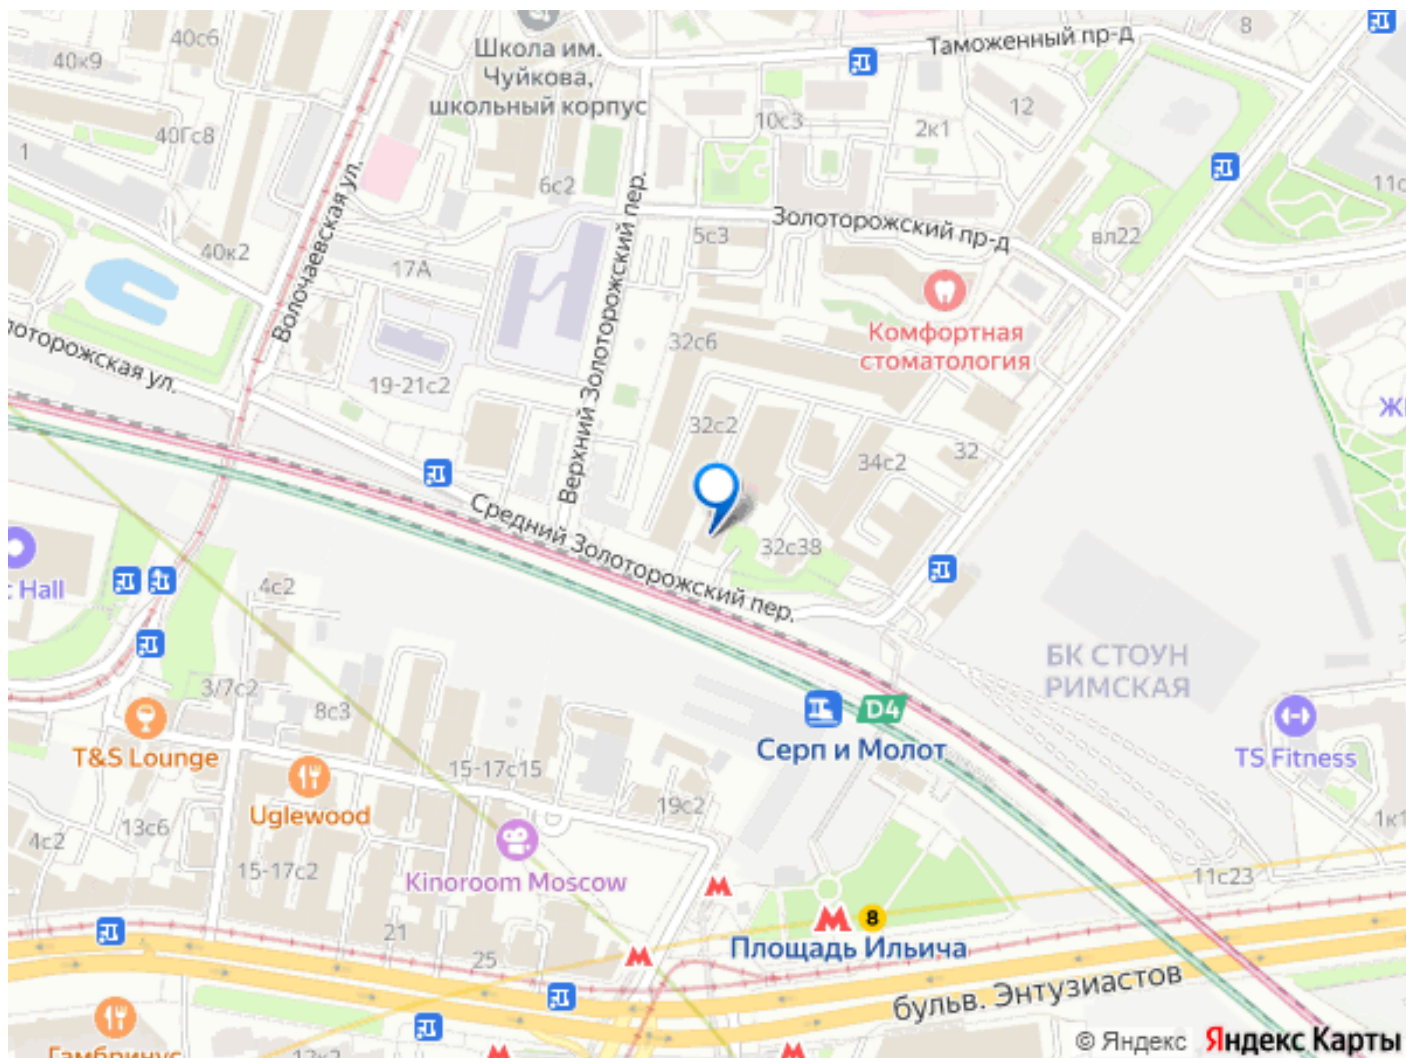 40с6
40к9
Школа им.
Чуйкова,
школьный корпус
Таможенный пр-д
8
12
10с3
2к1
40Гс8
1
6с2
11с
Волочаевская ул.
Верхний Золоторожский пер.
Золоторожский пр-д
5с3
вл22
40к2
17А
32с6
Комфортная
стоматология
лоторожская ул.
19-21с2
32с2
34с2
32
Средний Золоторожский пер.
32с38
c Hall
4с2
БК СТОУН
РИМСКАЯ
3/7с2
8с3
D4
Серп и Молот
TS Fitness
T&S Lounge
15-17с15
Uglewood
19с2
13с6
4с2
15-17с2
Kinoroom Moscow
11с23
1к1
8
Площадь Ильича
21
25
бульв. Энтузиастов
Гамбринус
© Яндекс Яндекс Карты